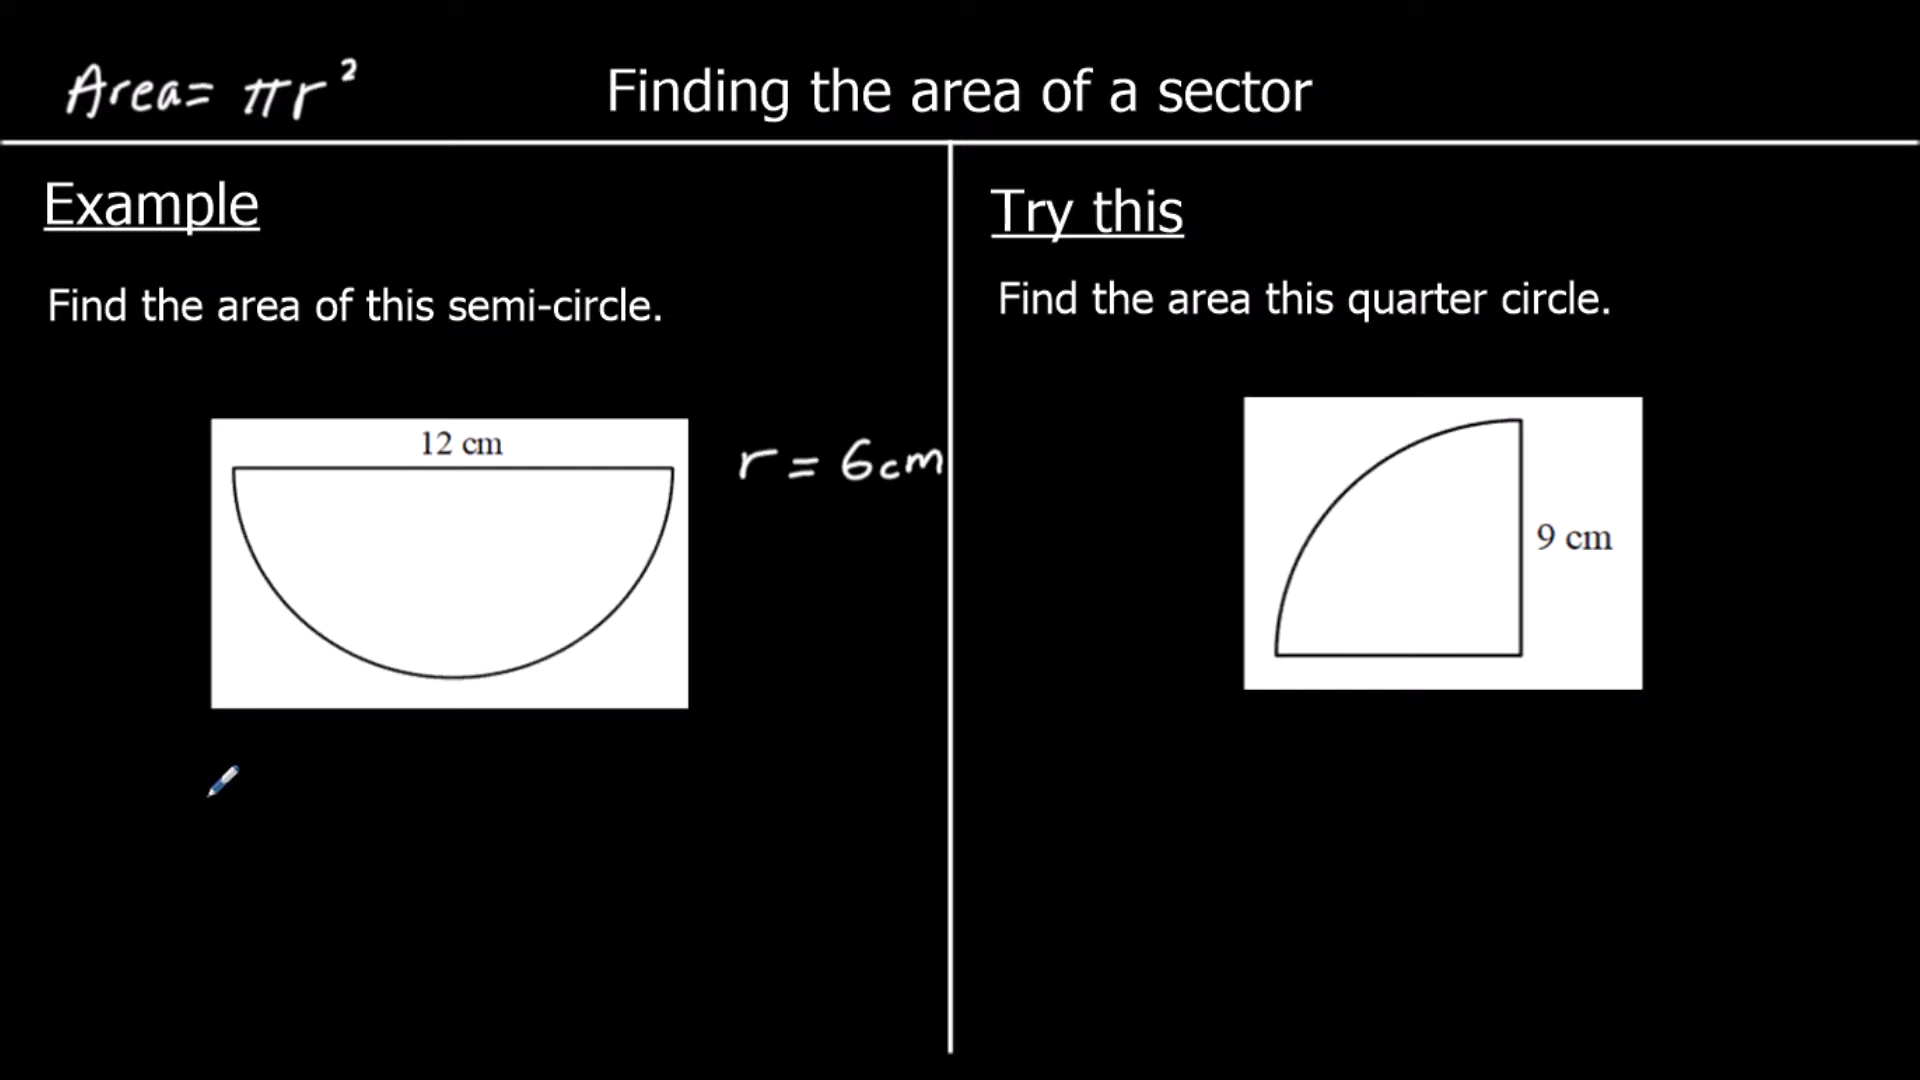 Area= πr²
Finding the area of a sector
Example
Find the area of this semi-circle.
12 cm
r = 6cm
Try this
Find the area this quarter circle.
9 cm